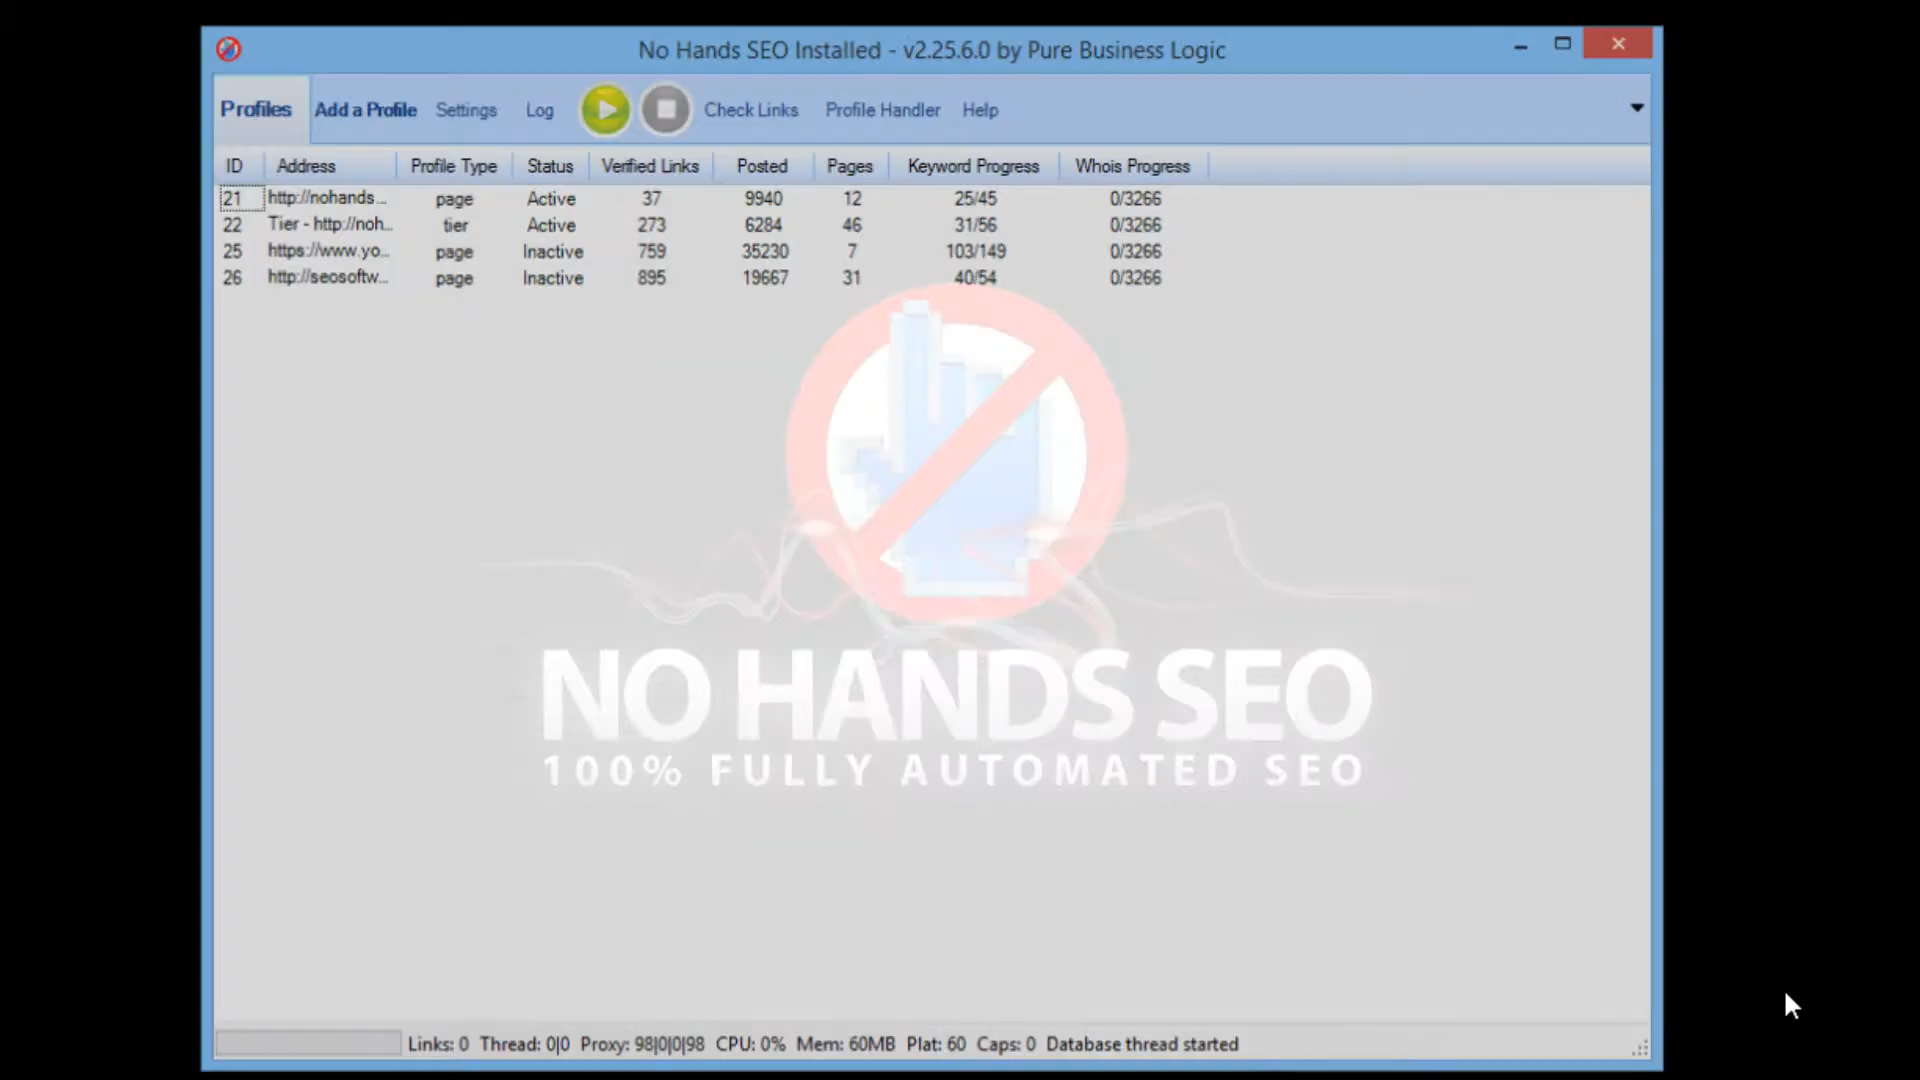 No Hands SEO Installed - v2.25.6.0 by Pure Business Logic
Profiles Add a Profile Settings Log Check Links Profile Handler Help
ID Address Profile Type Status Verified Links Posted Pages Keyword Progress Whois Progress
21 http://nohands... page Active 37 9940 12 25/45 0/3266
22 Tier - http://noh... tier Active 273 6284 46 31/56 0/3266
25 https://www.yo... page Inactive 759 35230 7 103/149 0/3266
26 http://seosoftw... page Inactive 895 19667 31 40/54 0/3266
NO HANDS SEO
100% FULLY AUTOMATED SEO
Links: 0 Thread: 0|0 Proxy: 98|0|0|98 CPU: 0% Mem: 60MB Plat: 60 Caps: 0 Database thread started